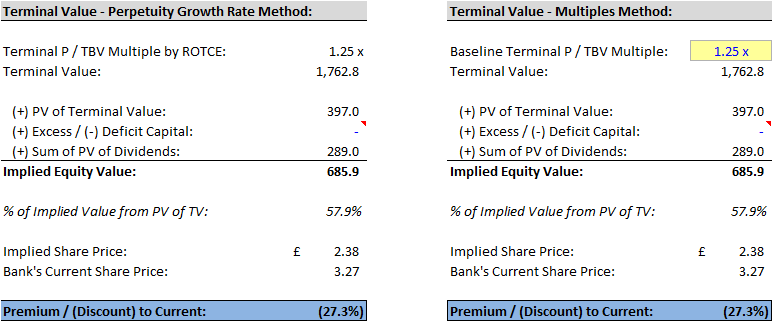 Terminal Value - Perpetuity Growth Rate Method:
Terminal P / TBV Multiple by ROTCE: 1.25 x
Terminal Value: 1,762.8
(+) PV of Terminal Value: 397.0
(+) Excess / (-) Deficit Capital: -
(+) Sum of PV of Dividends: 289.0
Implied Equity Value: 685.9
% of Implied Value from PV of TV: 57.9%
Implied Share Price: £ 2.38
Bank's Current Share Price: 3.27
Premium / (Discount) to Current: (27.3%)
Terminal Value - Multiples Method:
Baseline Terminal P / TBV Multiple: 1.25 x
Terminal Value: 1,762.8
(+) PV of Terminal Value: 397.0
(+) Excess / (-) Deficit Capital: -
(+) Sum of PV of Dividends: 289.0
Implied Equity Value: 685.9
% of Implied Value from PV of TV: 57.9%
Implied Share Price: £ 2.38
Bank's Current Share Price: 3.27
Premium / (Discount) to Current: (27.3%)